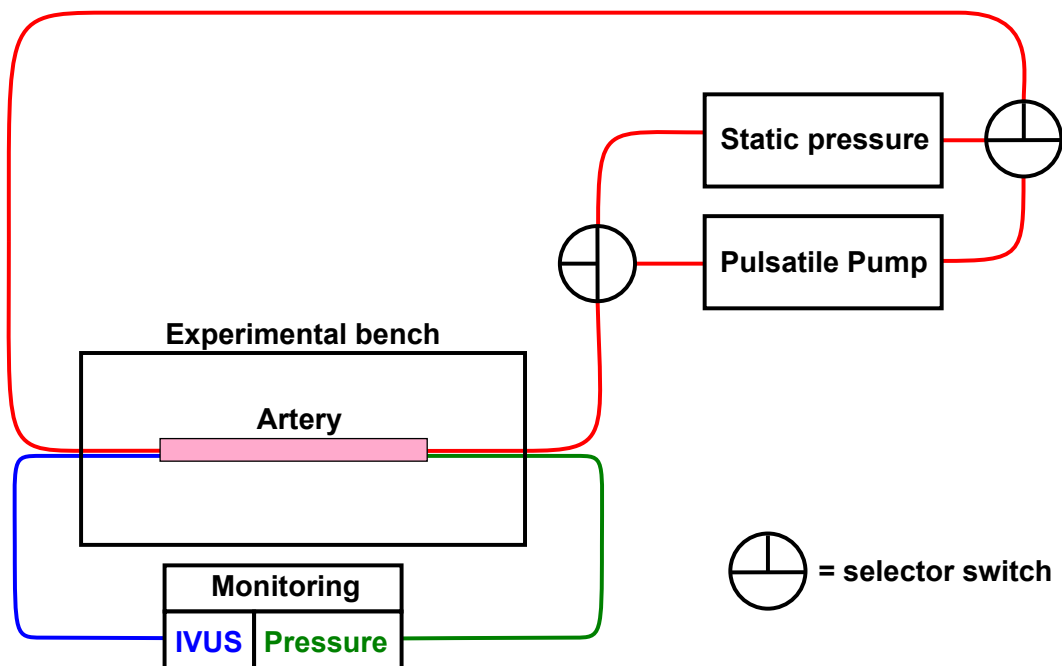 Static pressure
Pulsatile Pump
Experimental bench
Artery
Monitoring
IVUS
Pressure
= selector switch